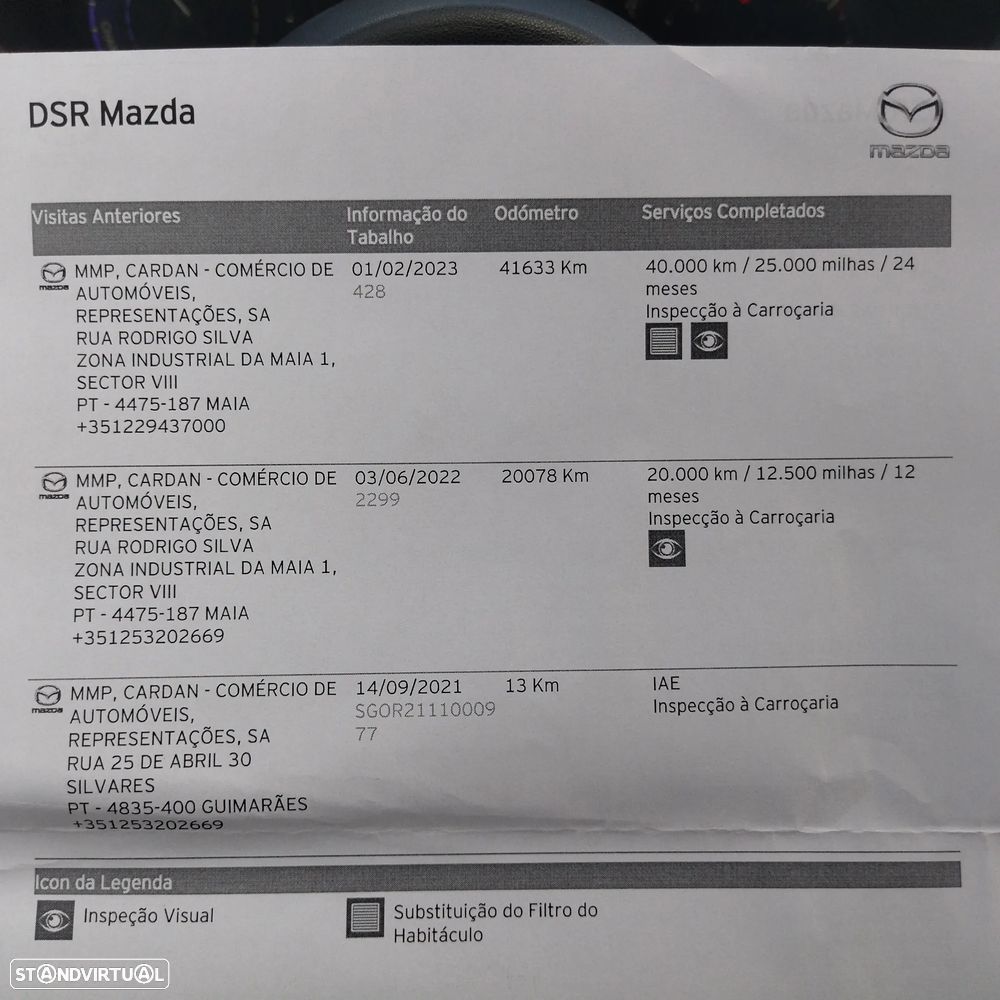 DSR Mazda
mazda
Visitas Anteriores
Informação do
Tabalho
Odómetro
Serviços Completados
mazda
MMP, CARDAN - COMÉRCIO DE
AUTOMÓVEIS,
REPRESENTAÇÕES, SA
RUA RODRIGO SILVA
ZONA INDUSTRIAL DA MAIA 1,
SECTOR VIII
PT - 4475-187 MAIA
+351229437000
01/02/2023
428
41633 Km
40.000 km / 25.000 milhas / 24
meses
Inspecção à Carroçaria
mazda
MMP, CARDAN - COMÉRCIO DE
AUTOMÓVEIS,
REPRESENTAÇÕES, SA
RUA RODRIGO SILVA
ZONA INDUSTRIAL DA MAIA 1,
SECTOR VIII
PT - 4475-187 MAIA
+351253202669
03/06/2022
2299
20078 Km
20.000 km / 12.500 milhas / 12
meses
Inspecção à Carroçaria
mazda
MMP, CARDAN - COMÉRCIO DE
AUTOMÓVEIS,
REPRESENTAÇÕES, SA
RUA 25 DE ABRIL 30
SILVARES
PT - 4835-400 GUIMARÃES
+351253202669
14/09/2021
SGOR21110009
77
13 Km
IAE
Inspecção à Carroçaria
Icon da Legenda
Inspeção Visual
Substituição do Filtro do
Habitáculo
STANDVIRTUAL